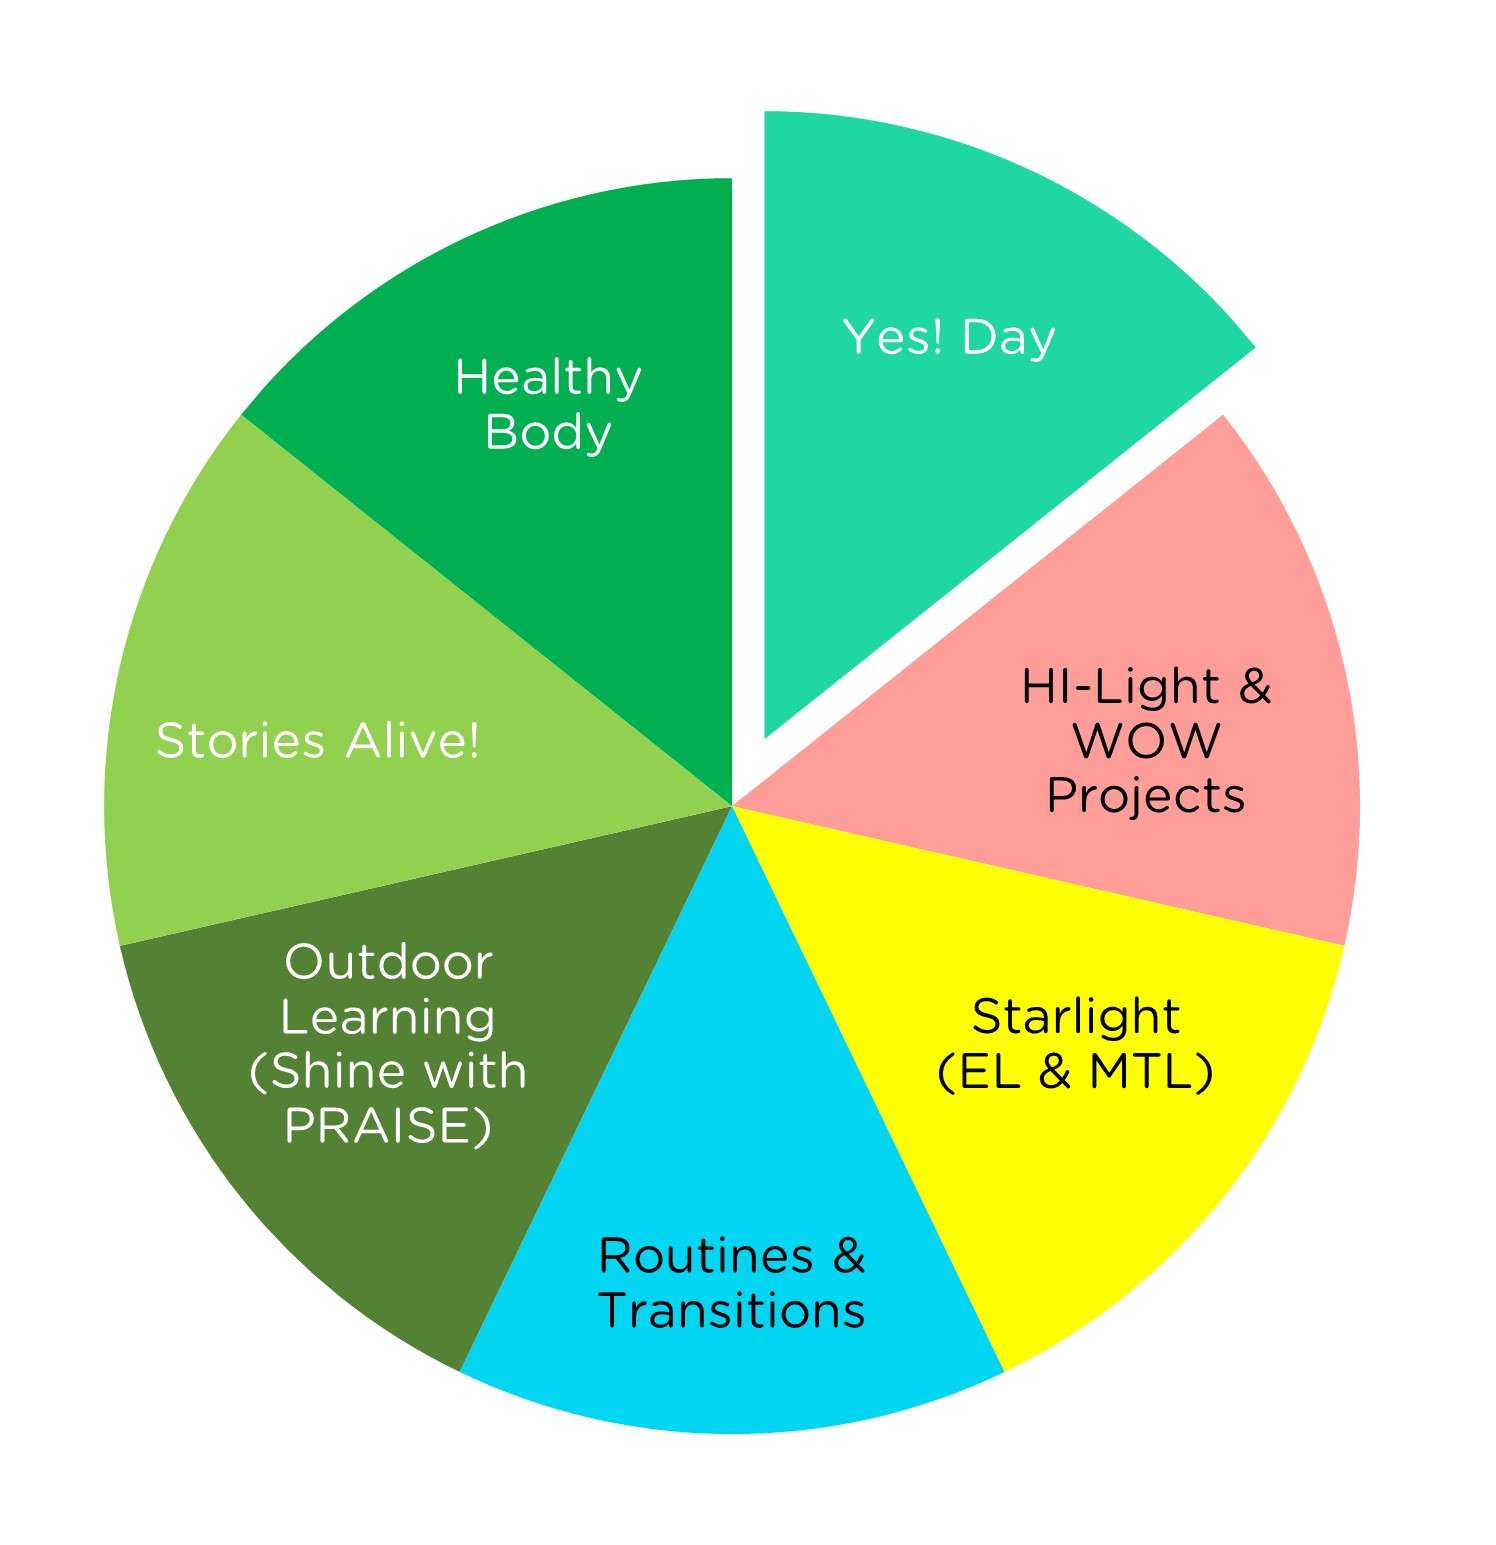 Yes! Day
Healthy
Body
HI-Light &
WOW
Projects
Stories Alive!
Starlight
(EL & MTL)
Outdoor
Learning
(Shine with
PRAISE)
Routines &
Transitions